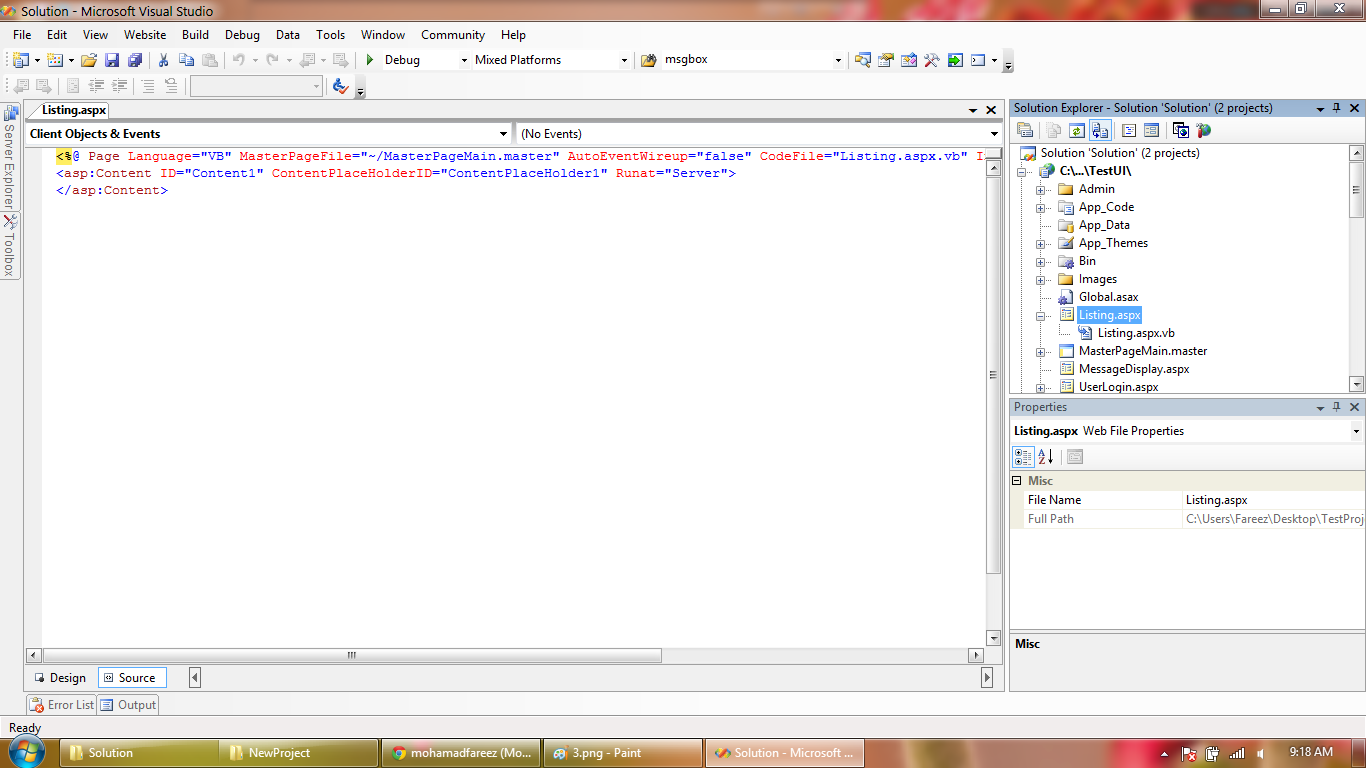 Solution - Microsoft Visual Studio
File Edit View Website Build Debug Data Tools Window Community Help
Debug Mixed Platforms msgbox
Server Explorer
Toolbox
Listing.aspx
Client Objects & Events (No Events)
<%@ Page Language="VB" MasterPageFile="~/MasterPageMain.master" AutoEventWireup="false" CodeFile="Listing.aspx.vb"
<asp:Content ID="Content1" ContentPlaceHolderID="ContentPlaceHolder1" Runat="Server">
</asp:Content>
Design Source
Error List Output
Ready
Solution Explorer - Solution 'Solution' (2 projects)
Solution 'Solution' (2 projects)
C:\...\TestUI\
Admin
App_Code
App_Data
App_Themes
Bin
Images
Global.asax
Listing.aspx
Listing.aspx.vb
MasterPageMain.master
MessageDisplay.aspx
UserLogin.aspx
Properties
Listing.aspx Web File Properties
Misc
File Name Listing.aspx
Full Path C:\Users\Fareez\Desktop\TestProj
Misc
Solution NewProject mohamadfareez (Mo... 3.png - Paint Solution - Microsoft ... 9:18 AM